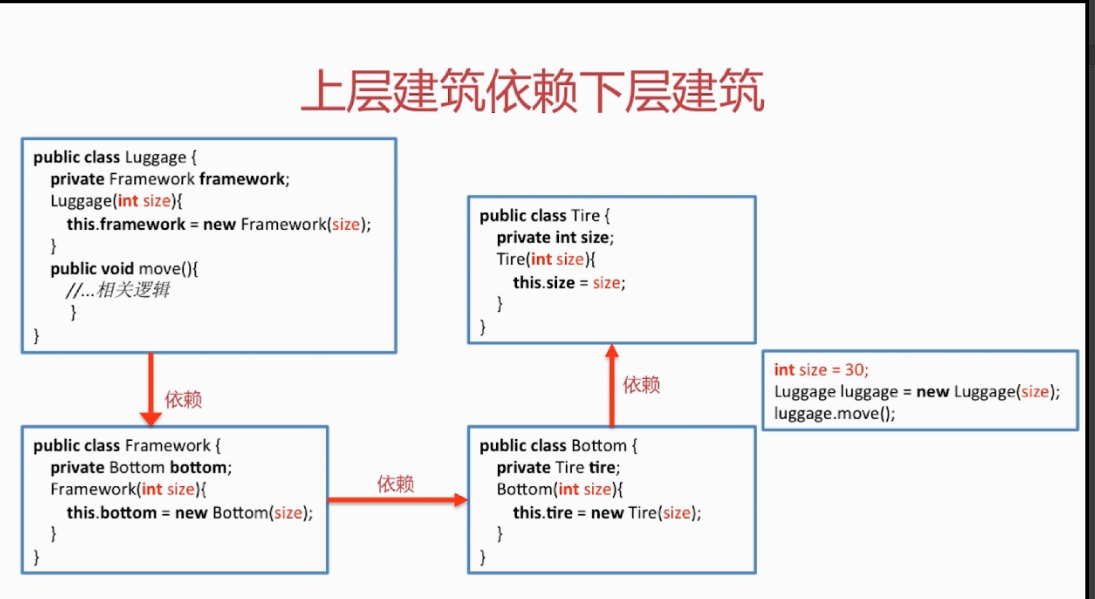 上层建筑依赖下层建筑
public class Luggage {
private Framework framework;
Luggage(int size){
this.framework = new Framework(size);
}
public void move(){
//...相关逻辑
}
}
依赖
public class Framework {
private Bottom bottom;
Framework(int size){
this.bottom = new Bottom(size);
}
}
依赖
public class Bottom {
private Tire tire;
Bottom(int size){
this.tire = new Tire(size);
}
}
依赖
public class Tire {
private int size;
Tire(int size){
this.size = size;
}
}
int size = 30;
Luggage luggage = new Luggage(size);
luggage.move();